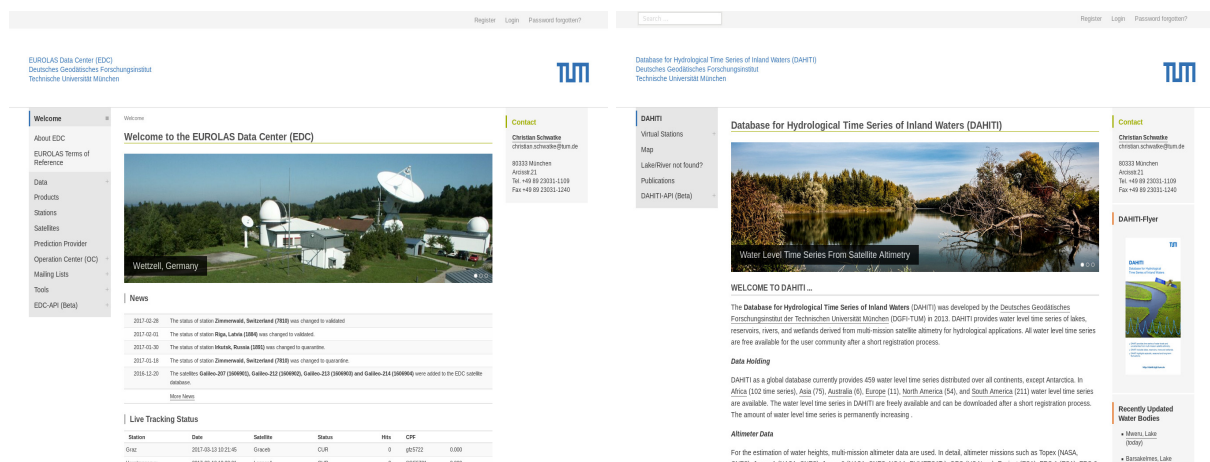 Register Login Password forgotten?
EUROLAS Data Center (EDC)
Deutsches Geodätisches Forschungsinstitut
Technische Universität München
TUM
Welcome
About EDC
EUROLAS Terms of
Reference
Data
Products
Stations
Satellites
Prediction Provider
Operation Center (OC)
Mailing Lists
Tools
EDC-API (Beta)
Welcome
Welcome to the EUROLAS Data Center (EDC)
Wettzell, Germany
News
2017-02-28 The status of station Zimmerwald, Switzerland (7810) was changed to validated
2017-02-01 The status of station Riga, Latvia (1884) was changed to validated.
2017-01-30 The status of station Irkutsk, Russia (1891) was changed to quarantine.
2017-01-18 The status of station Zimmerwald, Switzerland (7810) was changed to quarantine.
2016-12-20 The satellites Galileo-207 (1606901), Galileo-212 (1606902), Galileo-213 (1606903) and Galileo-214 (1606904) were added to the EDC satellite
database.
More News
Live Tracking Status
Station Date Satellite Status Hits CPF
Graz 2017-03-13 10:21:45 Graceb CUR 0 gfz5722 0.000
Contact
Christian Schwatke
christian.schwatke@tum.de
80333 München
Arcisstr.21
Tel. +49 89 23031-1109
Fax +49 89 23031-1240
Search ...
Register Login Password forgotten?
Database for Hydrological Time Series of Inland Waters (DAHITI)
Deutsches Geodätisches Forschungsinstitut
Technische Universität München
TUM
DAHITI
Virtual Stations
Map
Lake/River not found?
Publications
DAHITI-API (Beta)
Database for Hydrological Time Series of Inland Waters (DAHITI)
Water Level Time Series From Satellite Altimetry
WELCOME TO DAHITI ...
The Database for Hydrological Time Series of Inland Waters (DAHITI) was developed by the Deutsches Geodätisches
Forschungsinstitut der Technischen Universität München (DGFI-TUM) in 2013. DAHITI provides water level time series of lakes,
reservoirs, rivers, and wetlands derived from multi-mission satellite altimetry for hydrological applications. All water level time series
are free available for the user community after a short registration process.
Data Holding
DAHITI as a global database currently provides 459 water level time series distributed over all continents, except Antarctica. In
Africa (102 time series), Asia (75), Australia (6), Europe (11), North America (54), and South America (211) water level time series
are available. The water level time series in DAHITI are freely available and can be downloaded after a short registration process.
The amount of water level time series is permanently increasing .
Altimeter Data
For the estimation of water heights, multi-mission altimeter data are used. In detail, altimeter missions such as Topex (NASA,
Contact
Christian Schwatke
christian.schwatke@tum.de
80333 München
Arcisstr.21
Tel. +49 89 23031-1109
Fax +49 89 23031-1240
DAHITI-Flyer
TUM
DAHITI
Recently Updated
Water Bodies
Mweru, Lake
(today)
Barsakelmes, Lake